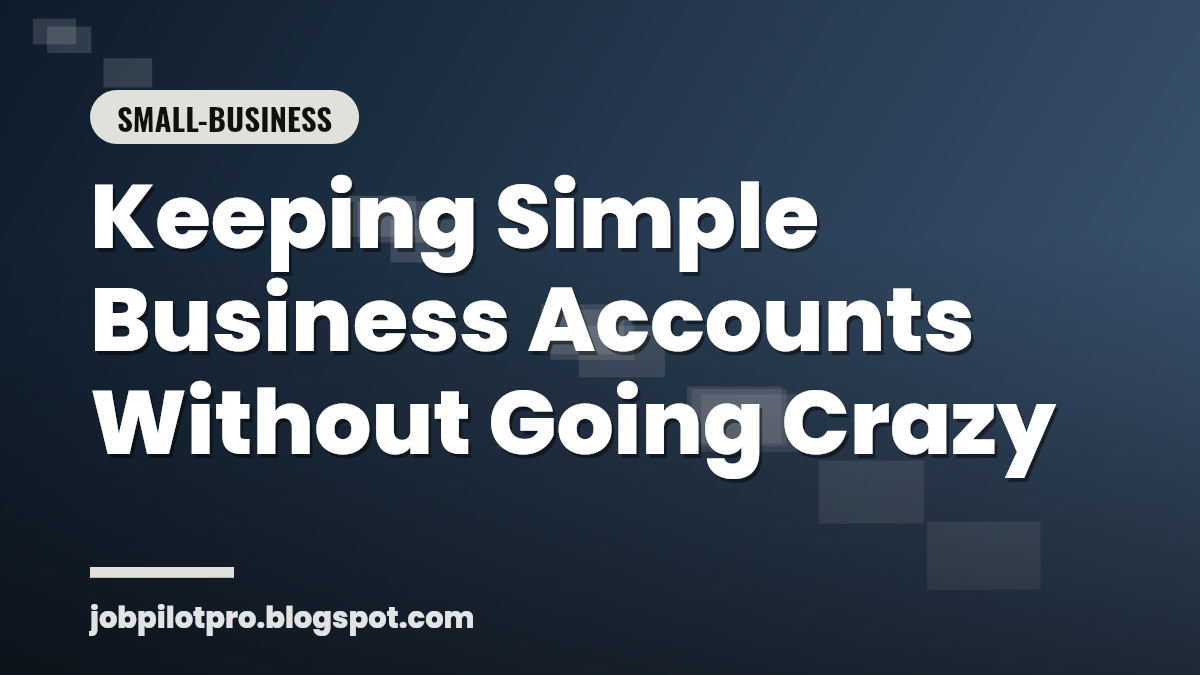 SMALL-BUSINESS
Keeping Simple
Business Accounts
Without Going Crazy
jobpilotpro.blogspot.com